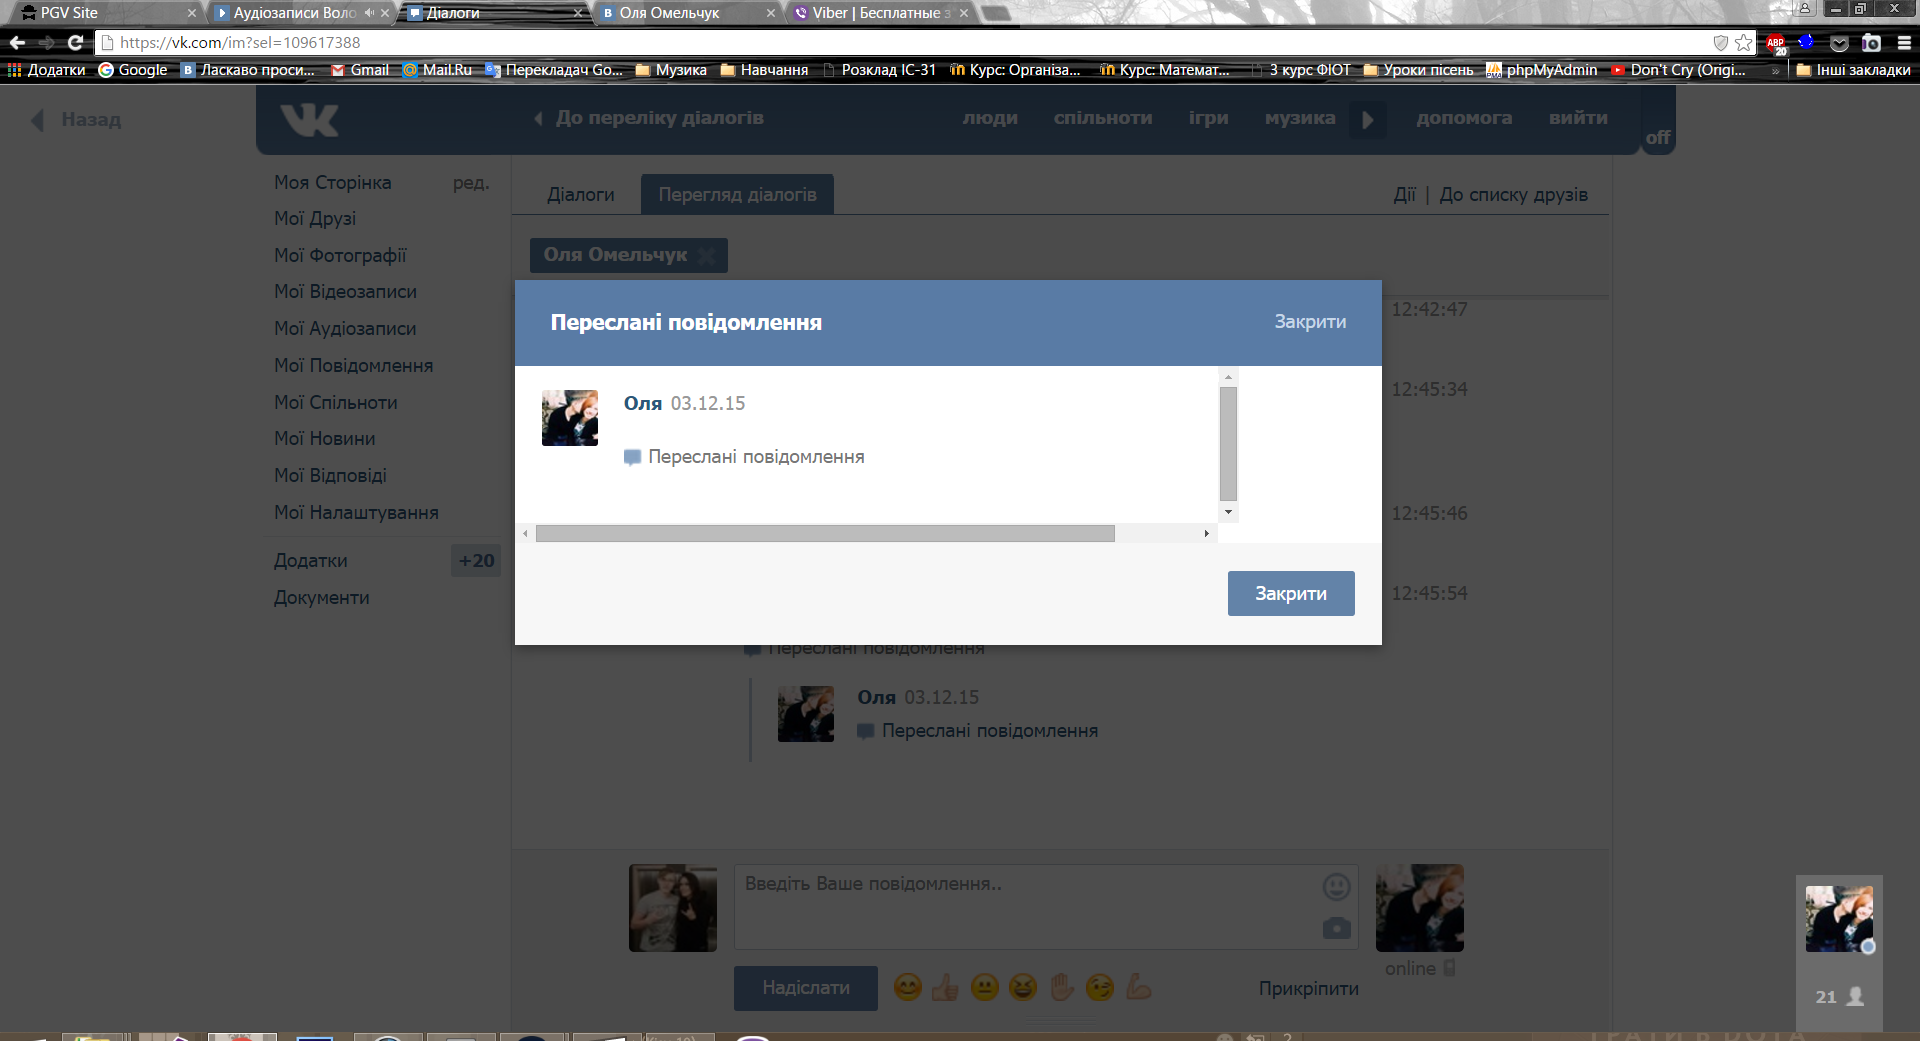 PGV Site
Аудіозаписи Воло
Діалоги
Оля Омельчук
Viber | Бесплатные з
https://vk.com/im?sel=109617388
ABP
20
Додатки
Google
Ласкаво проси...
Gmail
Mail.Ru
Перекладач Go...
Музика
Навчання
Розклад ІС-31
Курс: Організа...
Курс: Математ...
3 курс ФІОТ
Уроки пісень
phpMyAdmin
Don't Cry (Origi...
»
Інші закладки
Назад
До переліку діалогів
люди
спільноти
ігри
музика
допомога
вийти
off
Моя Сторінка
ред.
Мої Друзі
Мої Фотографії
Мої Відеозаписи
Мої Аудіозаписи
Мої Повідомлення
Мої Спільноти
Мої Новини
Мої Відповіді
Мої Налаштування
Додатки
+20
Документи
Діалоги
Перегляд діалогів
Дії | До списку друзів
Оля Омельчук
12:42:47
12:45:34
12:45:46
12:45:54
Переслані повідомлення
Закрити
Оля 03.12.15
Переслані повідомлення
Закрити
Переслані повідомлення
Оля 03.12.15
Переслані повідомлення
Введіть Ваше повідомлення..
Надіслати
Прикріпити
online
21